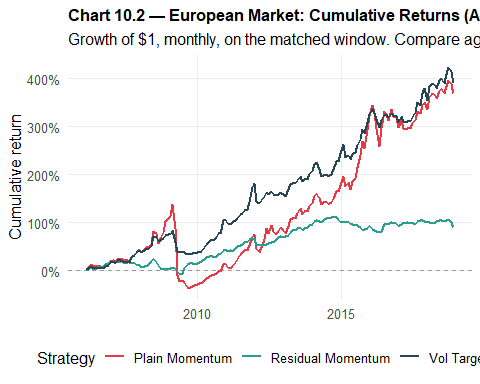 Chart 10.2 — European Market: Cumulative Returns (A
Growth of $1, monthly, on the matched window. Compare ag
400%
300%
200%
100%
0%
Cumulative return
2010 2015
Strategy Plain Momentum Residual Momentum Vol Targe